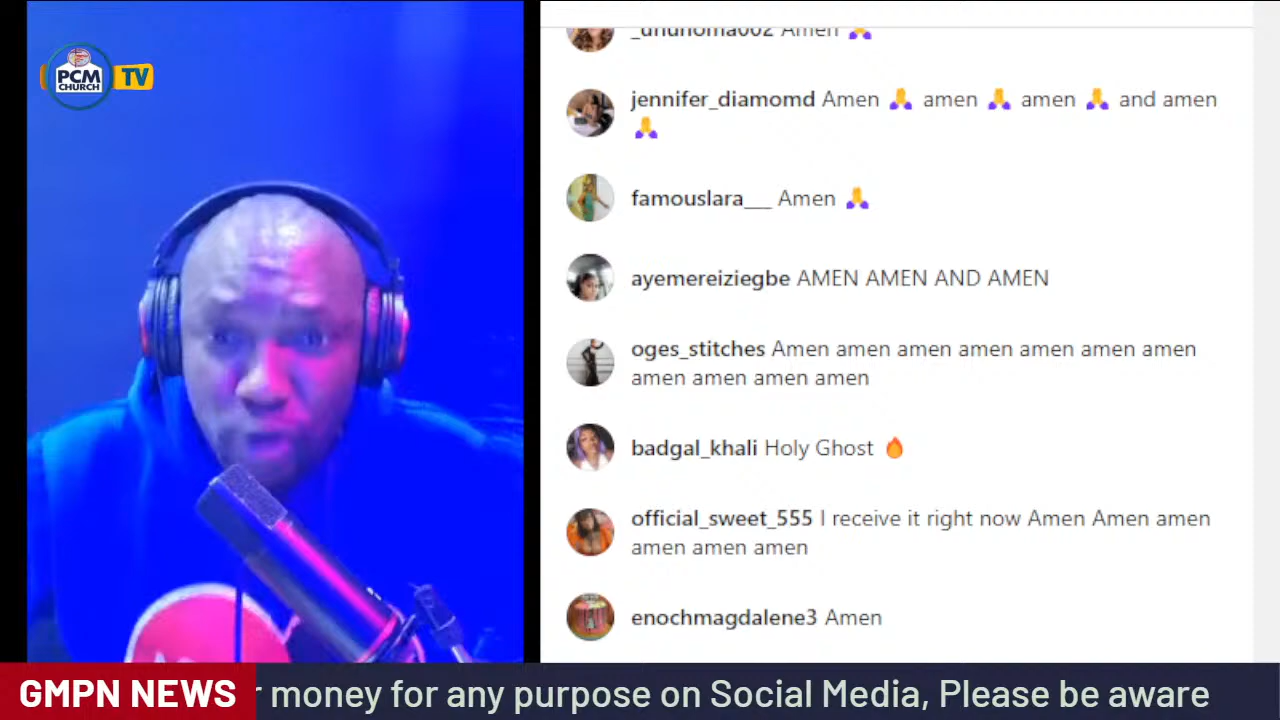 PCM
CHURCH
TV
_ununoma002 Amen 🙏
jennifer_diamomd Amen 🙏 amen 🙏 amen 🙏 and amen
🙏
famouslara___ Amen 🙏
ayemereiziegbe AMEN AMEN AND AMEN
oges_stitches Amen amen amen amen amen amen amen
amen amen amen amen
badgal_khali Holy Ghost 🔥
official_sweet_555 I receive it right now Amen Amen amen
amen amen amen
enochmagdalene3 Amen
GMPN NEWS
r money for any purpose on Social Media, Please be aware